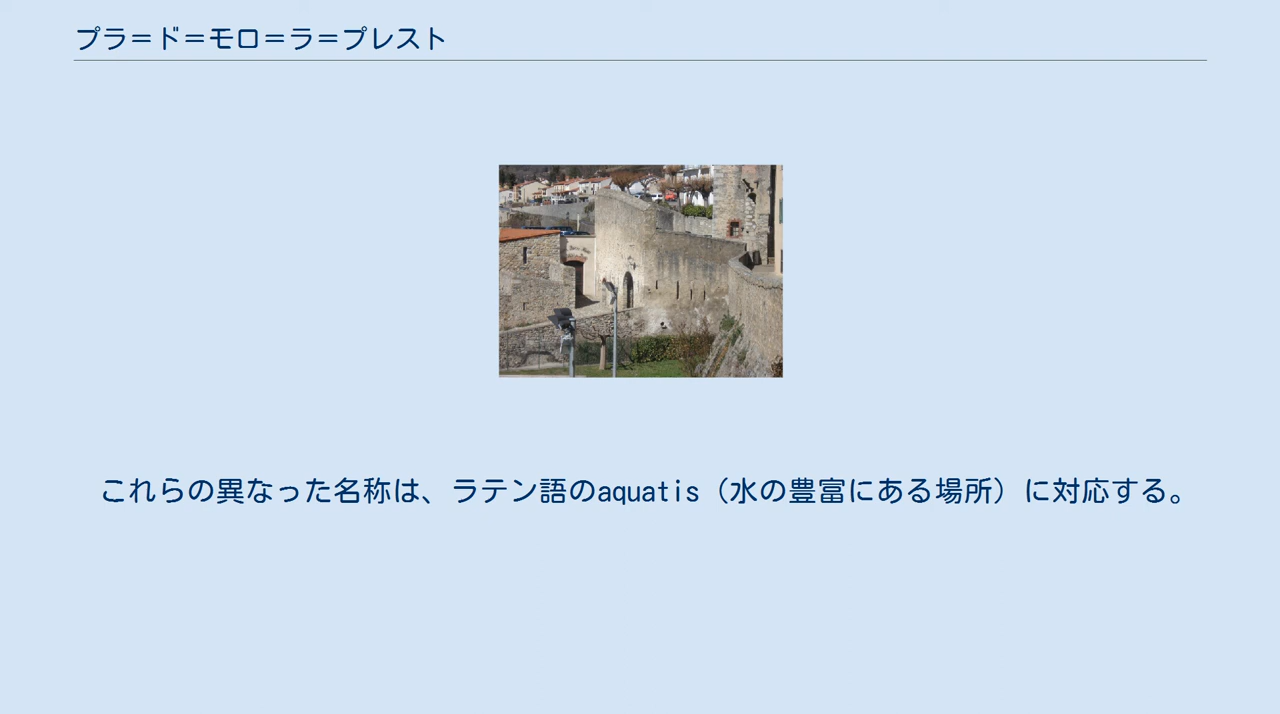 プラ＝ド＝モロ＝ラ＝プレスト
これらの異なった名称は、ラテン語のaquatis（水の豊富にある場所）に対応する。